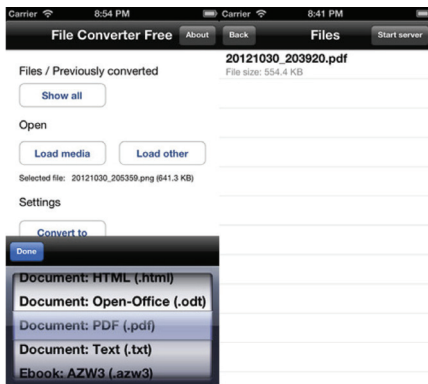 Carrier 8:54 PM
File Converter Free About
Files / Previously converted
Show all
Open
Load media Load other
Selected file: 20121030_205359.png (641.3 KB)
Settings
Convert to
Done
Document: HTML (.html)
Document: Open-Office (.odt)
Document: PDF (.pdf)
Document: Text (.txt)
Ebook: AZW3 (.azw3)
Carrier 8:41 PM
Back Files Start server
20121030_203920.pdf
File size: 554.4 KB